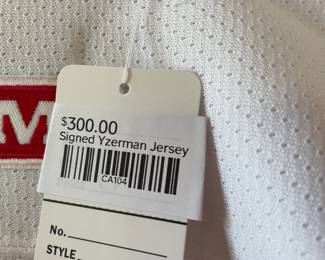 M
$300.00
Signed Yzerman Jersey
CA104
No.
STYLE